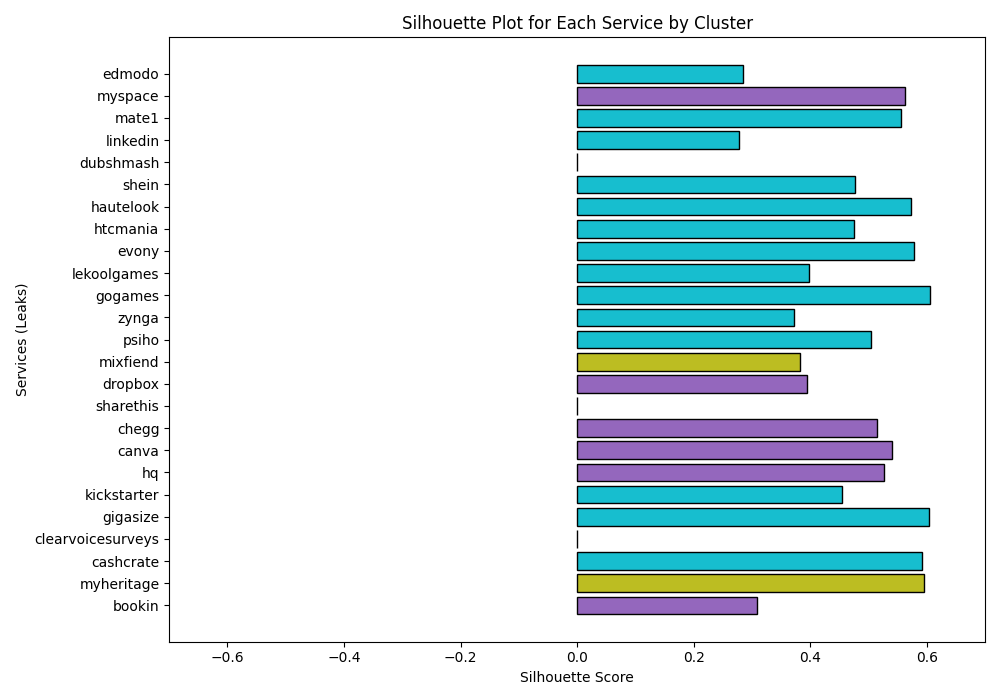 Silhouette Plot for Each Service by Cluster
edmodo
myspace
mate1
linkedin
dubshmash
shein
hautelook
htcmania
evony
lekoolgames
gogames
zynga
psiho
mixfiend
dropbox
sharethis
chegg
canva
hq
kickstarter
gigasize
clearvoicesurveys
cashcrate
myheritage
bookin
Services (Leaks)
−0.6 −0.4 −0.2 0.0 0.2 0.4 0.6
Silhouette Score